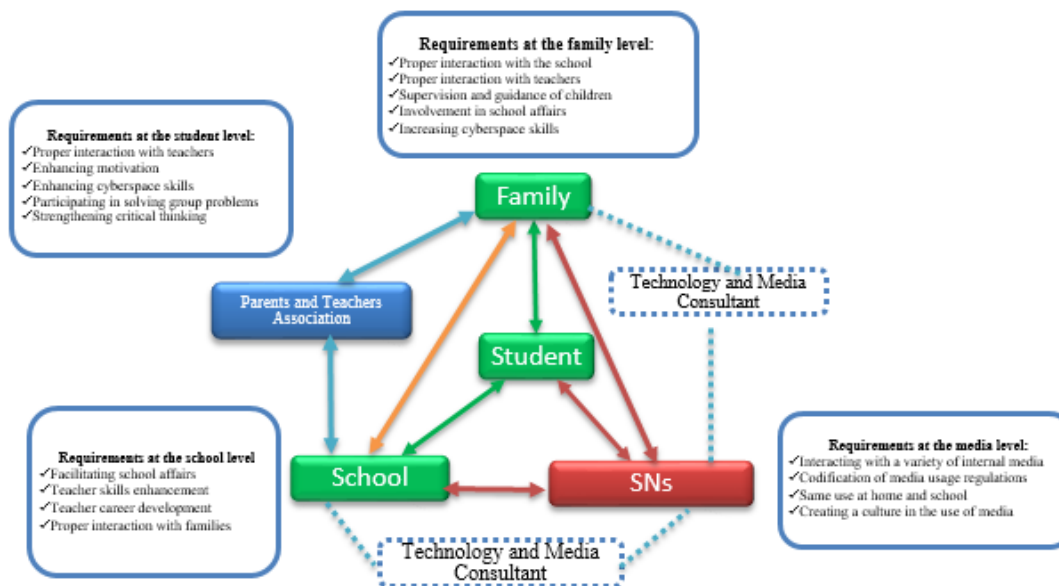 Requirements at the family level:
✓Proper interaction with the school
✓Proper interaction with teachers
✓Supervision and guidance of children
✓Involvement in school affairs
✓Increasing cyberspace skills
Requirements at the student level:
✓Proper interaction with teachers
✓Enhancing motivation
✓Enhancing cyberspace skills
✓Participating in solving group problems
✓Strengthening critical thinking
Family
Technology and Media
Consultant
Parents and Teachers
Association
Student
Requirements at the school level
✓Facilitating school affairs
✓Teacher skills enhancement
✓Teacher career development
✓Proper interaction with families
School
SNs
Requirements at the media level:
✓Interacting with a variety of internal media
✓Codification of media usage regulations
✓Same use at home and school
✓Creating a culture in the use of media
Technology and Media
Consultant